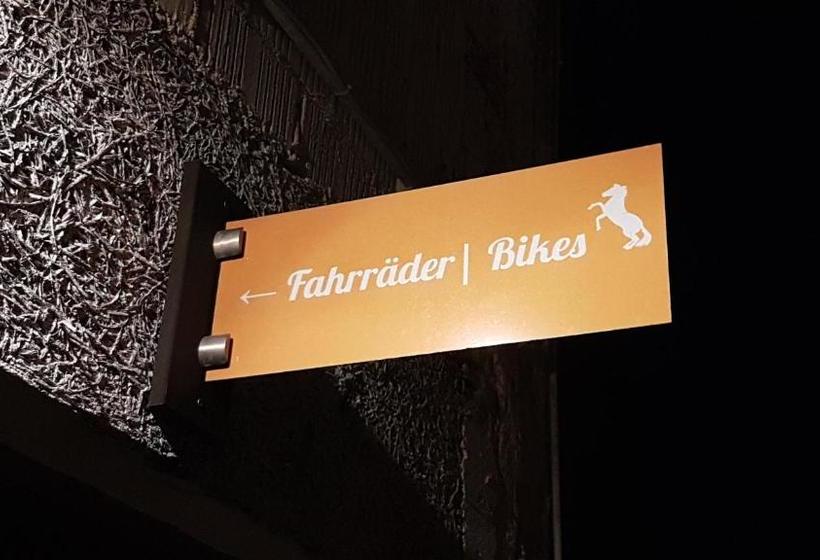 ← Fahrräder | Bikes